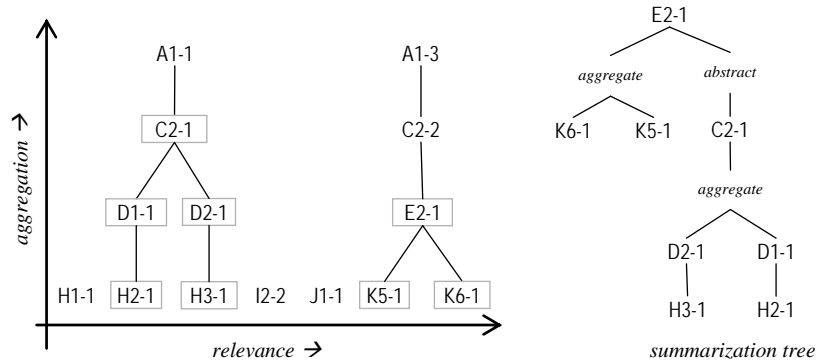 aggregation →
A1-1
A1-3
C2-1
C2-2
D1-1 D2-1
E2-1
H1-1 H2-1 H3-1 I2-2 J1-1 K5-1 K6-1
relevance →
E2-1
aggregate abstract
K6-1 K5-1 C2-1
aggregate
D2-1 D1-1
H3-1 H2-1
summarization tree